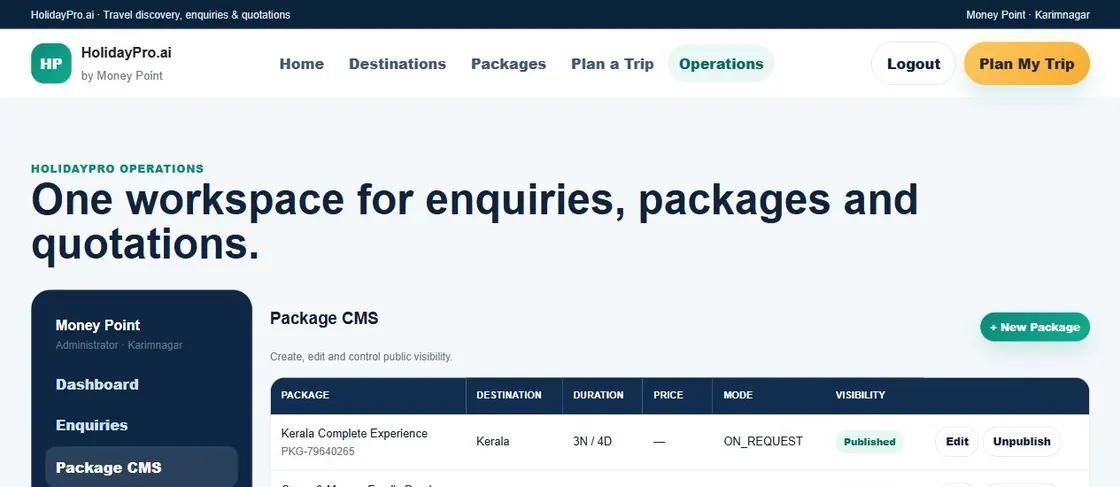 HolidayPro.ai · Travel discovery, enquiries & quotations
Money Point · Karimnagar
HP
HolidayPro.ai
by Money Point
Home
Destinations
Packages
Plan a Trip
Operations
Logout
Plan My Trip
HOLIDAYPRO OPERATIONS
One workspace for enquiries, packages and
quotations.
Money Point
Administrator · Karimnagar
Dashboard
Enquiries
Package CMS
Package CMS
+ New Package
Create, edit and control public visibility.
PACKAGE DESTINATION DURATION PRICE MODE VISIBILITY
Kerala Complete Experience
PKG-79640265
Kerala 3N / 4D — ON_REQUEST Published Edit Unpublish